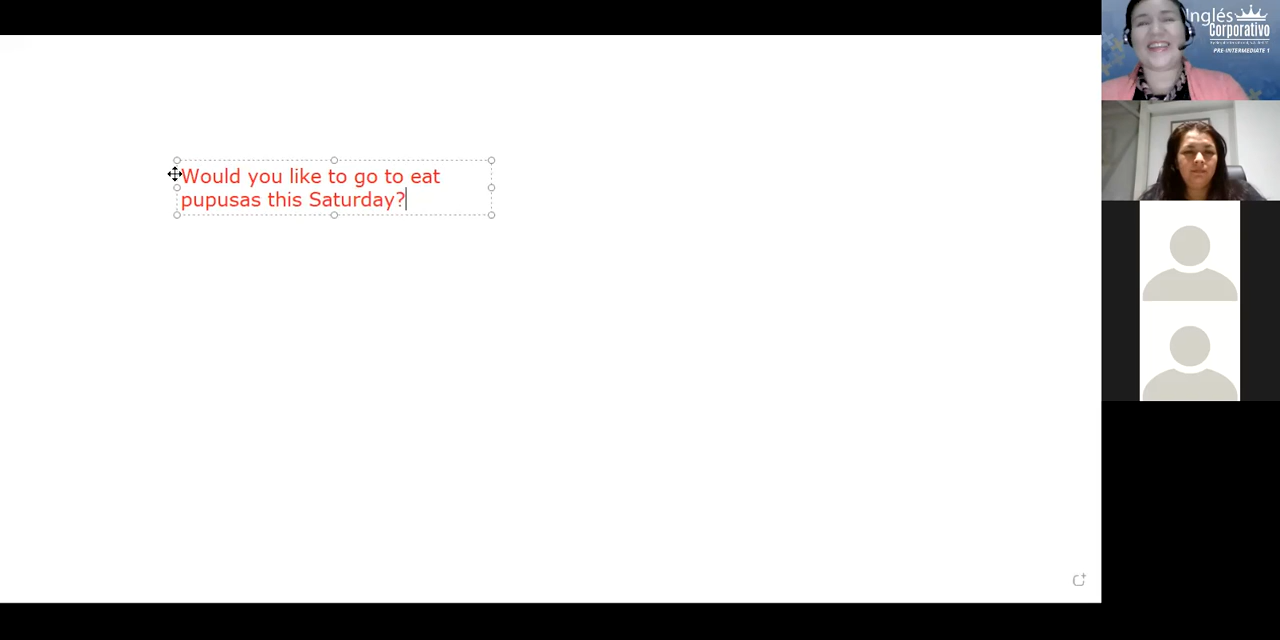 Would you like to go to eat
pupusas this Saturday?
Inglés
Corporativo
PRE-INTERMEDIATE 1